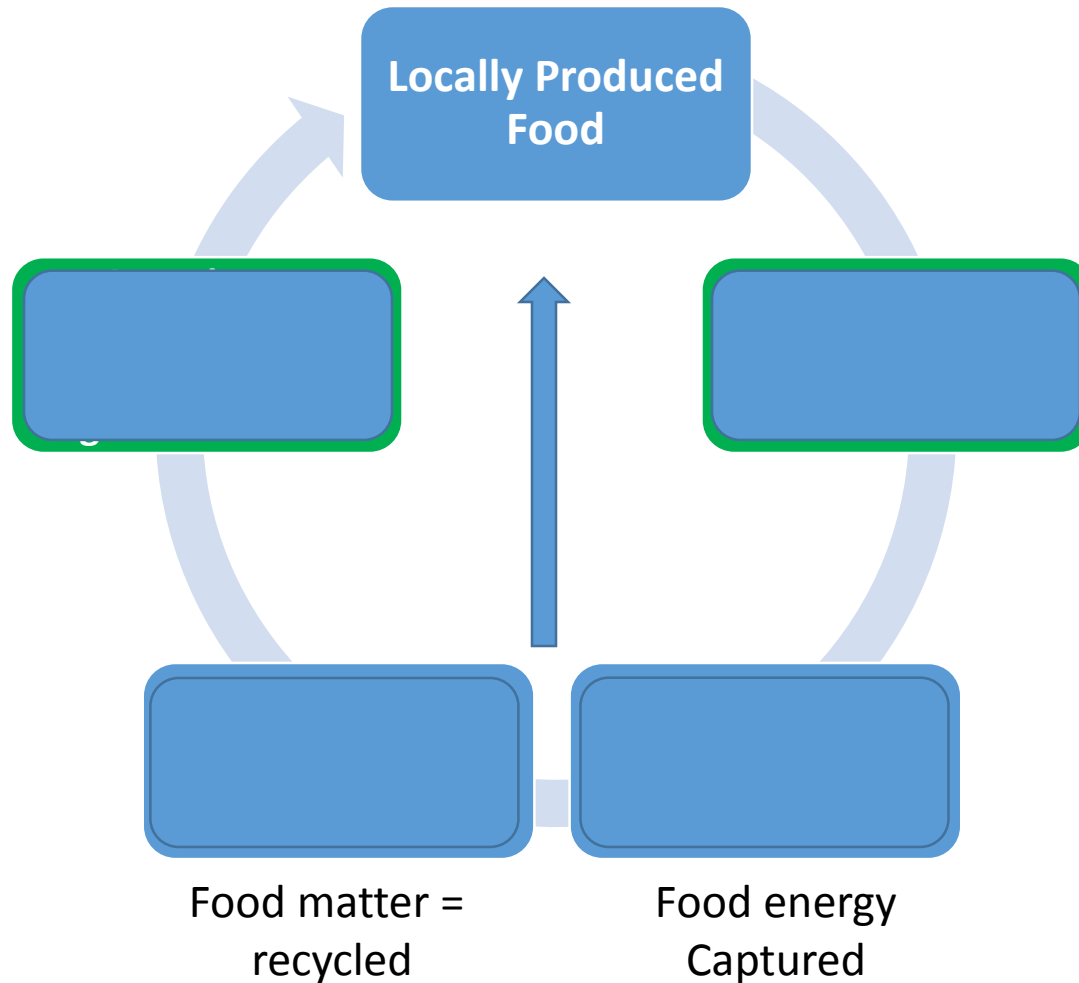 Locally Produced
Food
Food matter =
recycled
Food energy
Captured